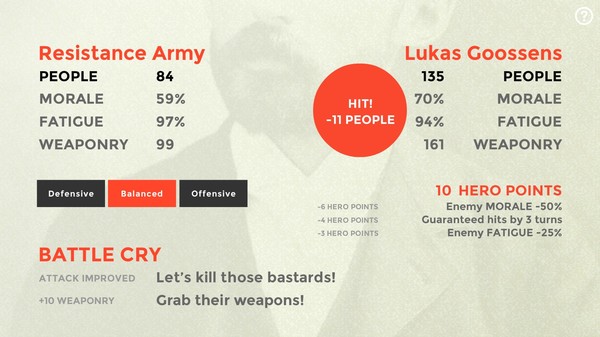 ?
Resistance Army
PEOPLE 84
MORALE 59%
FATIGUE 97%
WEAPONRY 99
HIT!
-11 PEOPLE
Lukas Goossens
135 PEOPLE
70% MORALE
94% FATIGUE
161 WEAPONRY
Defensive Balanced Offensive
10 HERO POINTS
-6 HERO POINTS Enemy MORALE -50%
-4 HERO POINTS Guaranteed hits by 3 turns
-3 HERO POINTS Enemy FATIGUE -25%
BATTLE CRY
ATTACK IMPROVED Let's kill those bastards!
+10 WEAPONRY Grab their weapons!